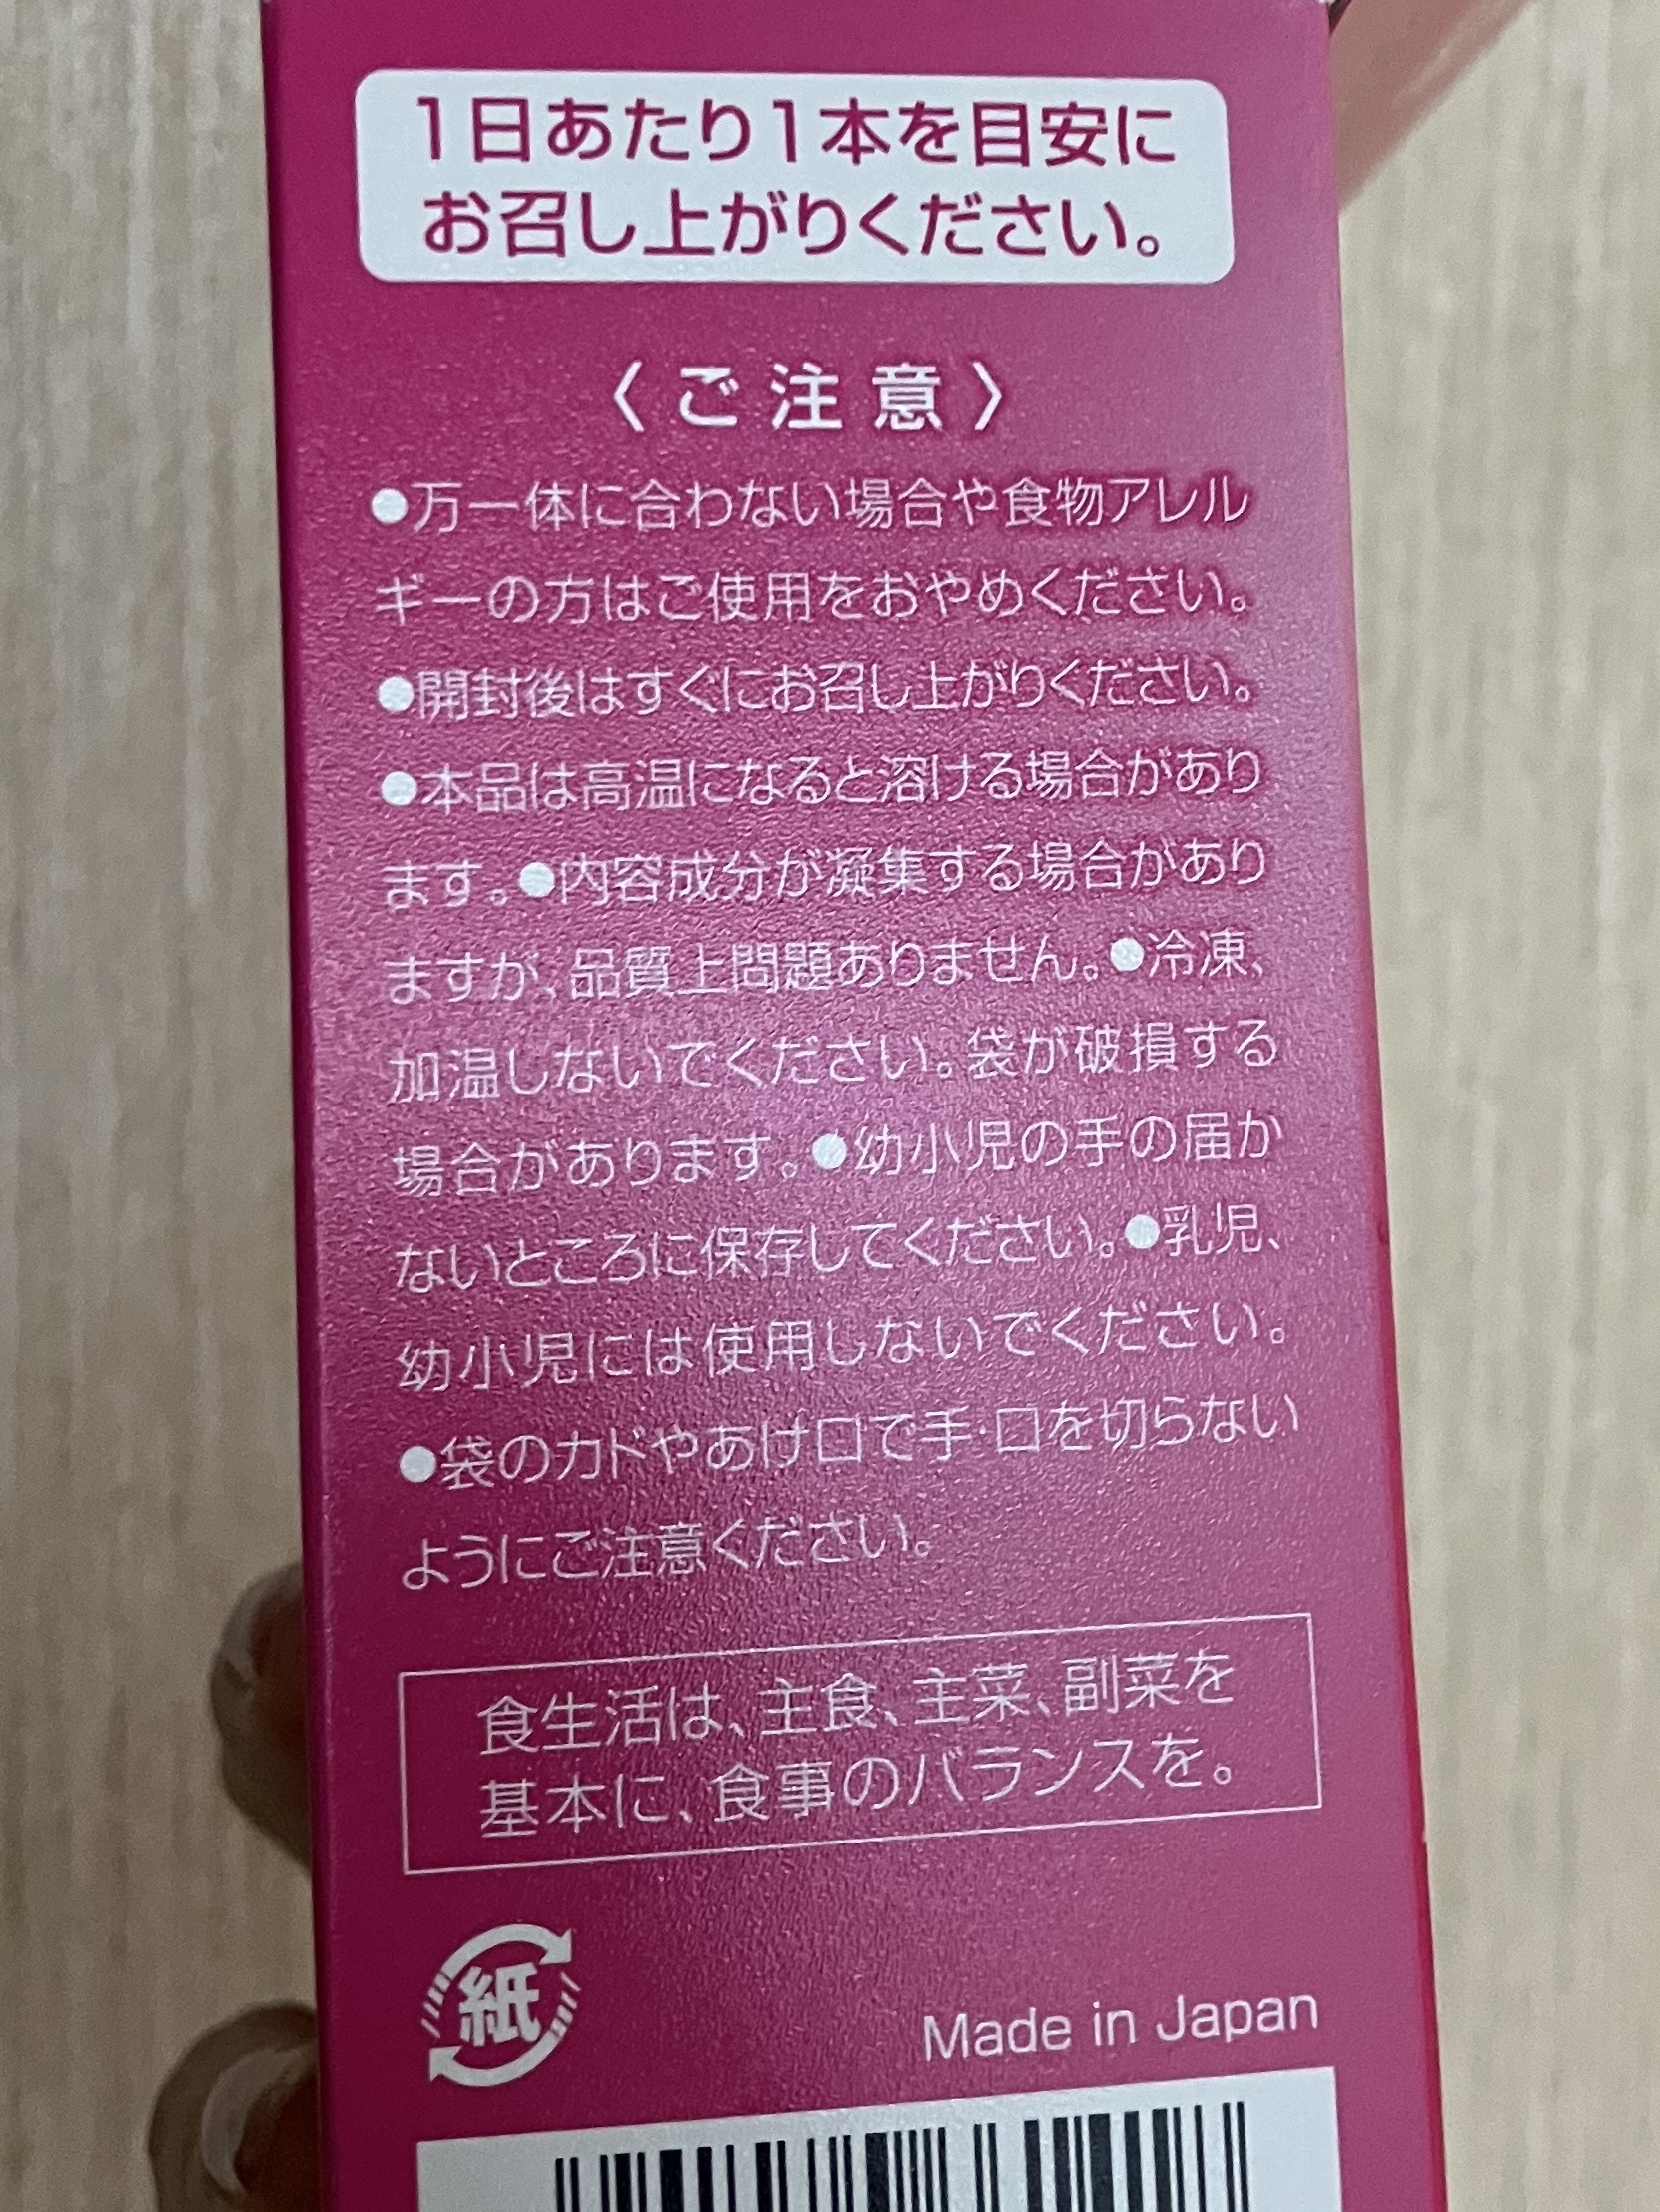 1日あたり1本を目安に
お召し上がりください。
〈ご注意〉
●万一体に合わない場合や食物アレル
ギーの方はご使用をおやめください。
●開封後はすぐにお召し上がりください。
●本品は高温になると溶ける場合があり
ます。●内容成分が凝集する場合があり
ますが、品質上問題ありません。●冷凍、
加温しないでください。袋が破損する
場合があります。●幼小児の手の届か
ないところに保存してください。●乳児、
幼小児には使用しないでください。
●袋のカドやあけ口で手・口を切らない
ようにご注意ください。
食生活は、主食、主菜、副菜を
基本に、食事のバランスを。
紙
Made in Japan